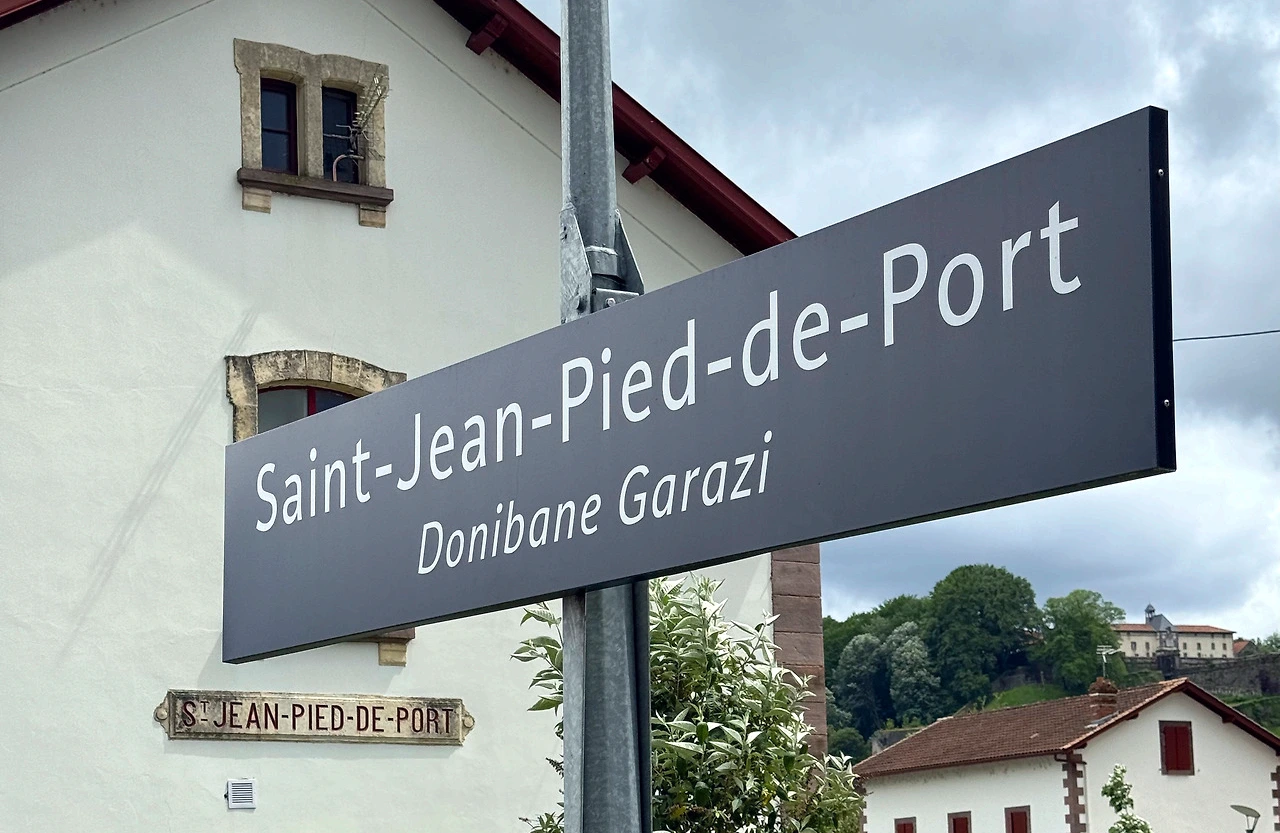 Saint-Jean-Pied-de-Port
Donibane Garazi
ST JEAN-PIED-DE-PORT